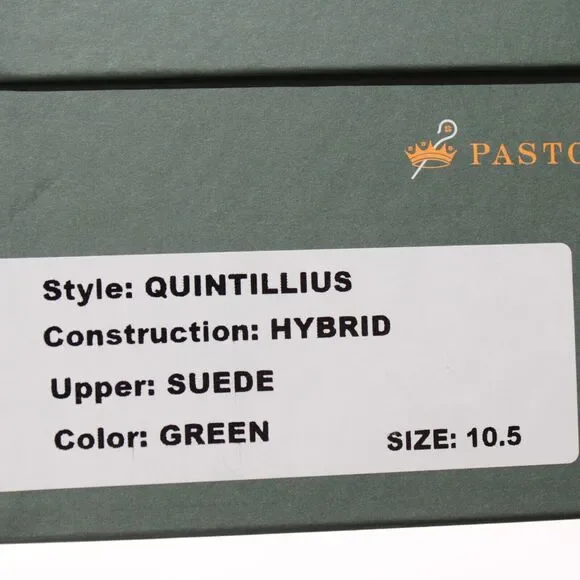 PASTO
Style: QUINTILLIUS
Construction: HYBRID
Upper: SUEDE
Color: GREEN
SIZE: 10.5